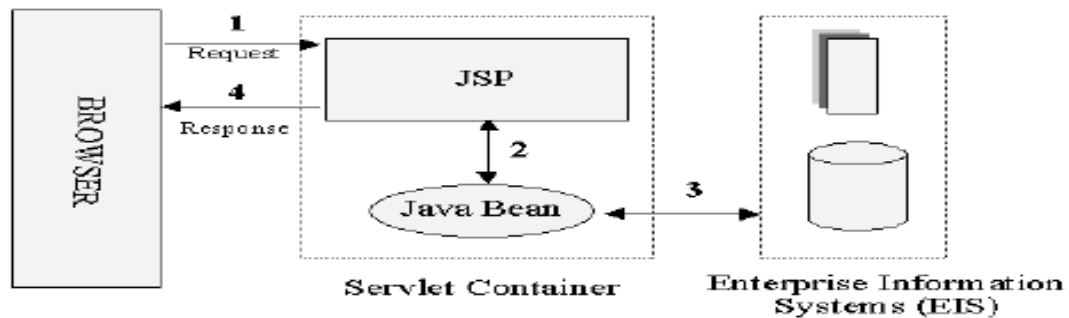 1
Request
4
Response
BROWSER
JSP
2
Java Bean
3
Servlet Container
Enterprise Information
Systems (EIS)